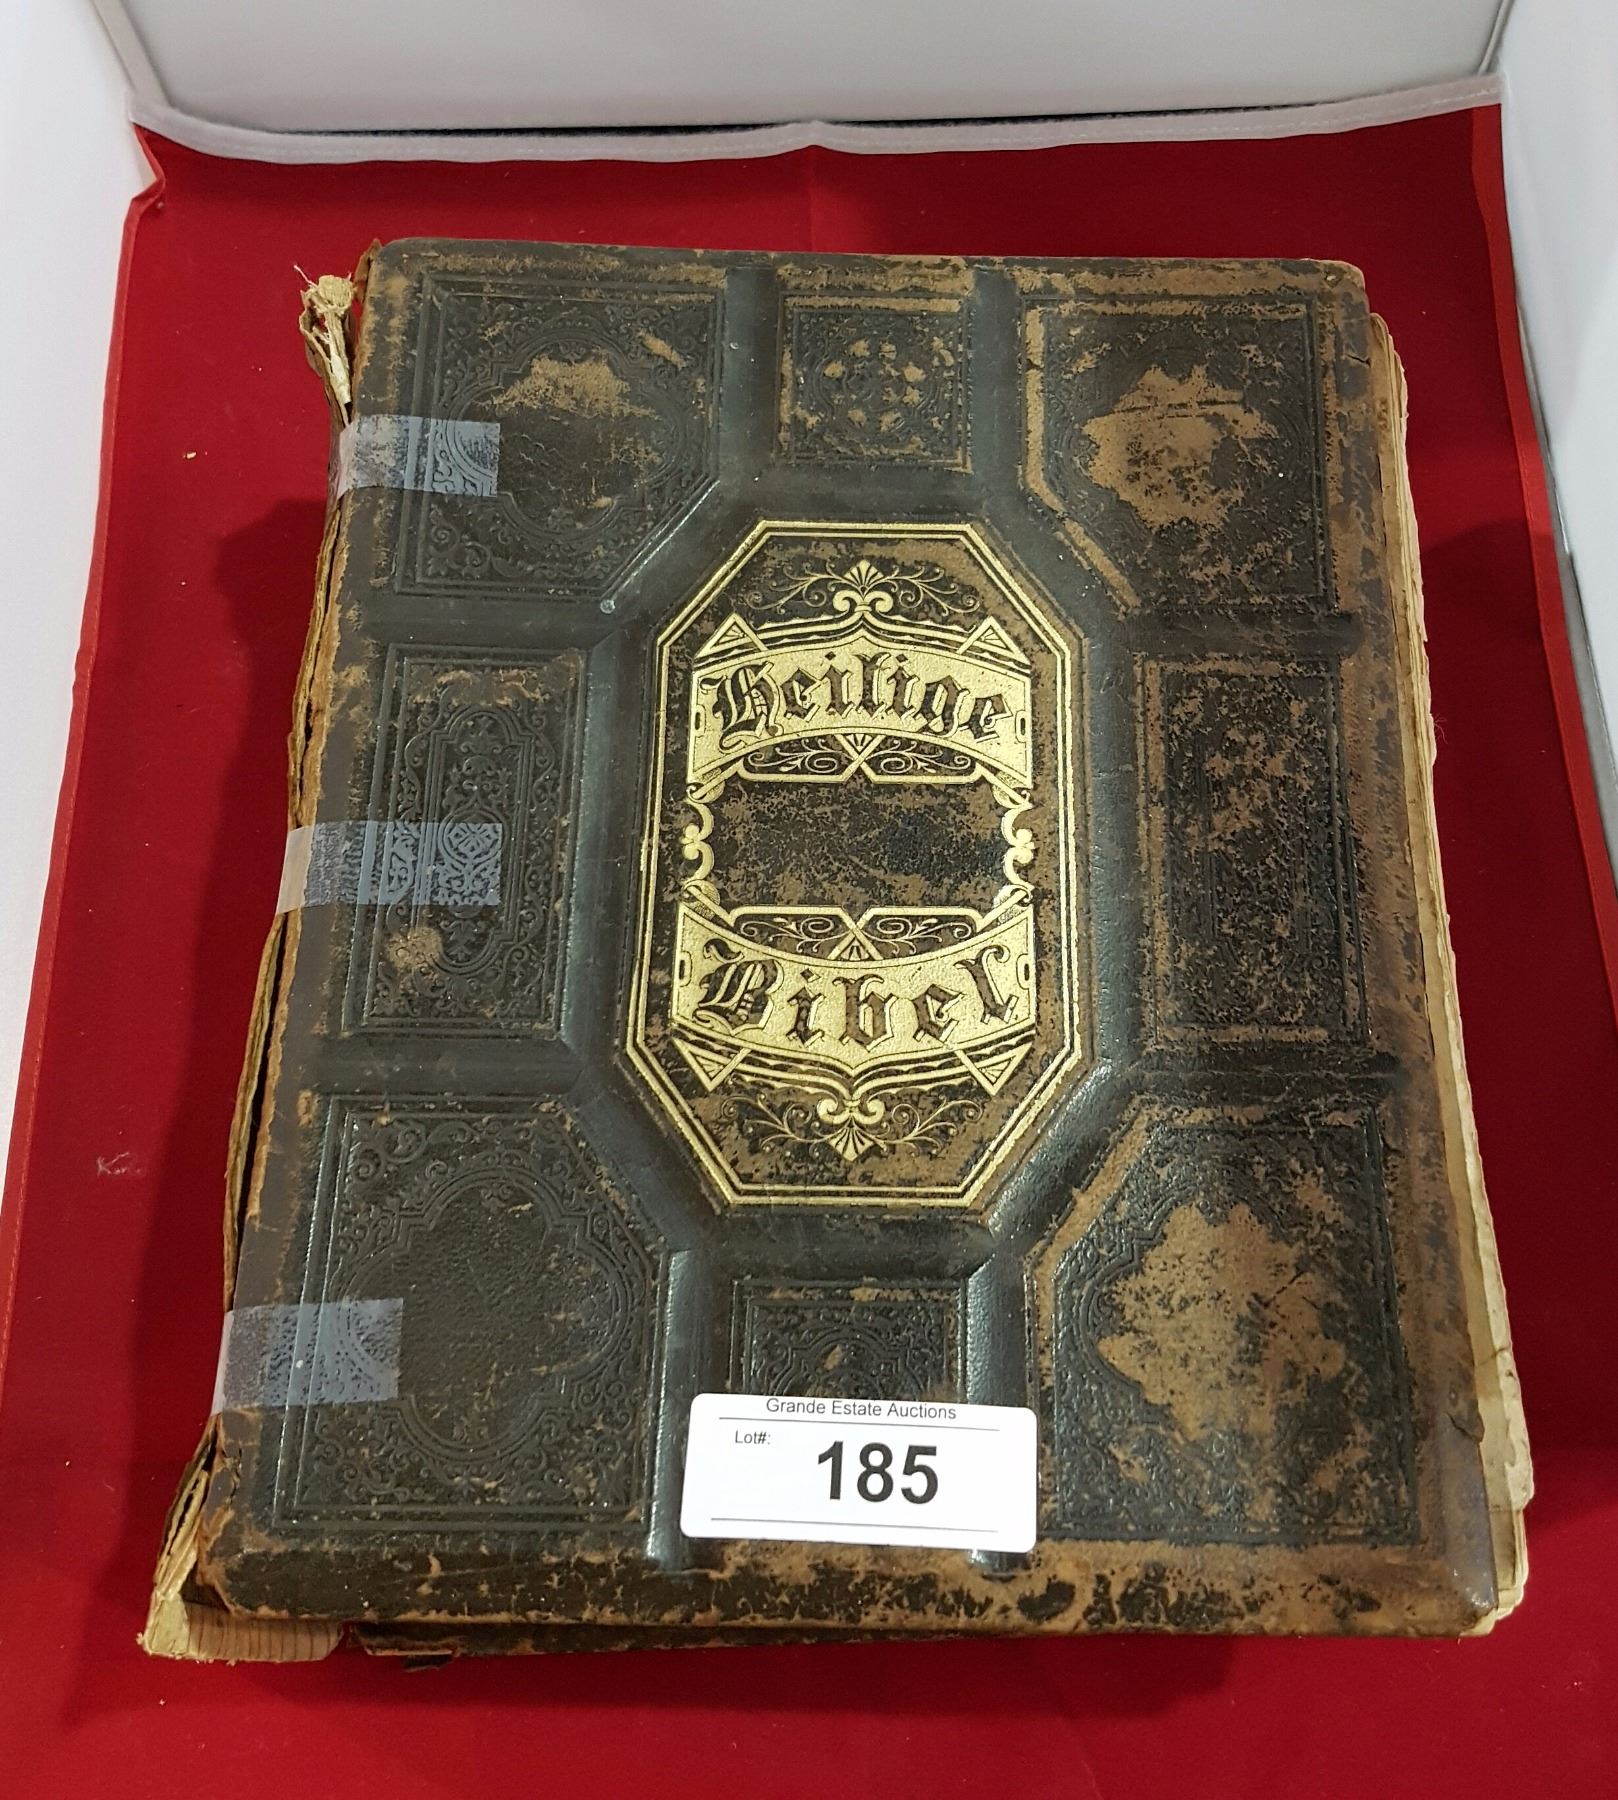 Heilige
Bibel
Grande Estate Auctions
Lot#:
185